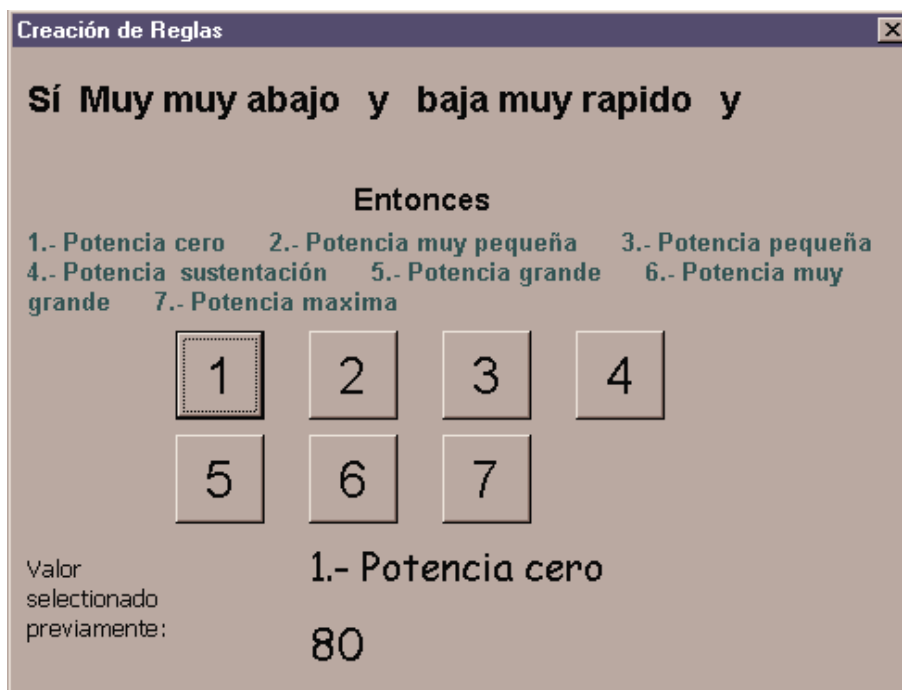 Creación de Reglas
Sí Muy muy abajo y baja muy rapido y
Entonces
1.- Potencia cero 2.- Potencia muy pequeña 3.- Potencia pequeña
4.- Potencia sustentación 5.- Potencia grande 6.- Potencia muy
grande 7.- Potencia maxima
1 2 3 4
5 6 7
Valor
selectionado
previamente:
1.- Potencia cero
80